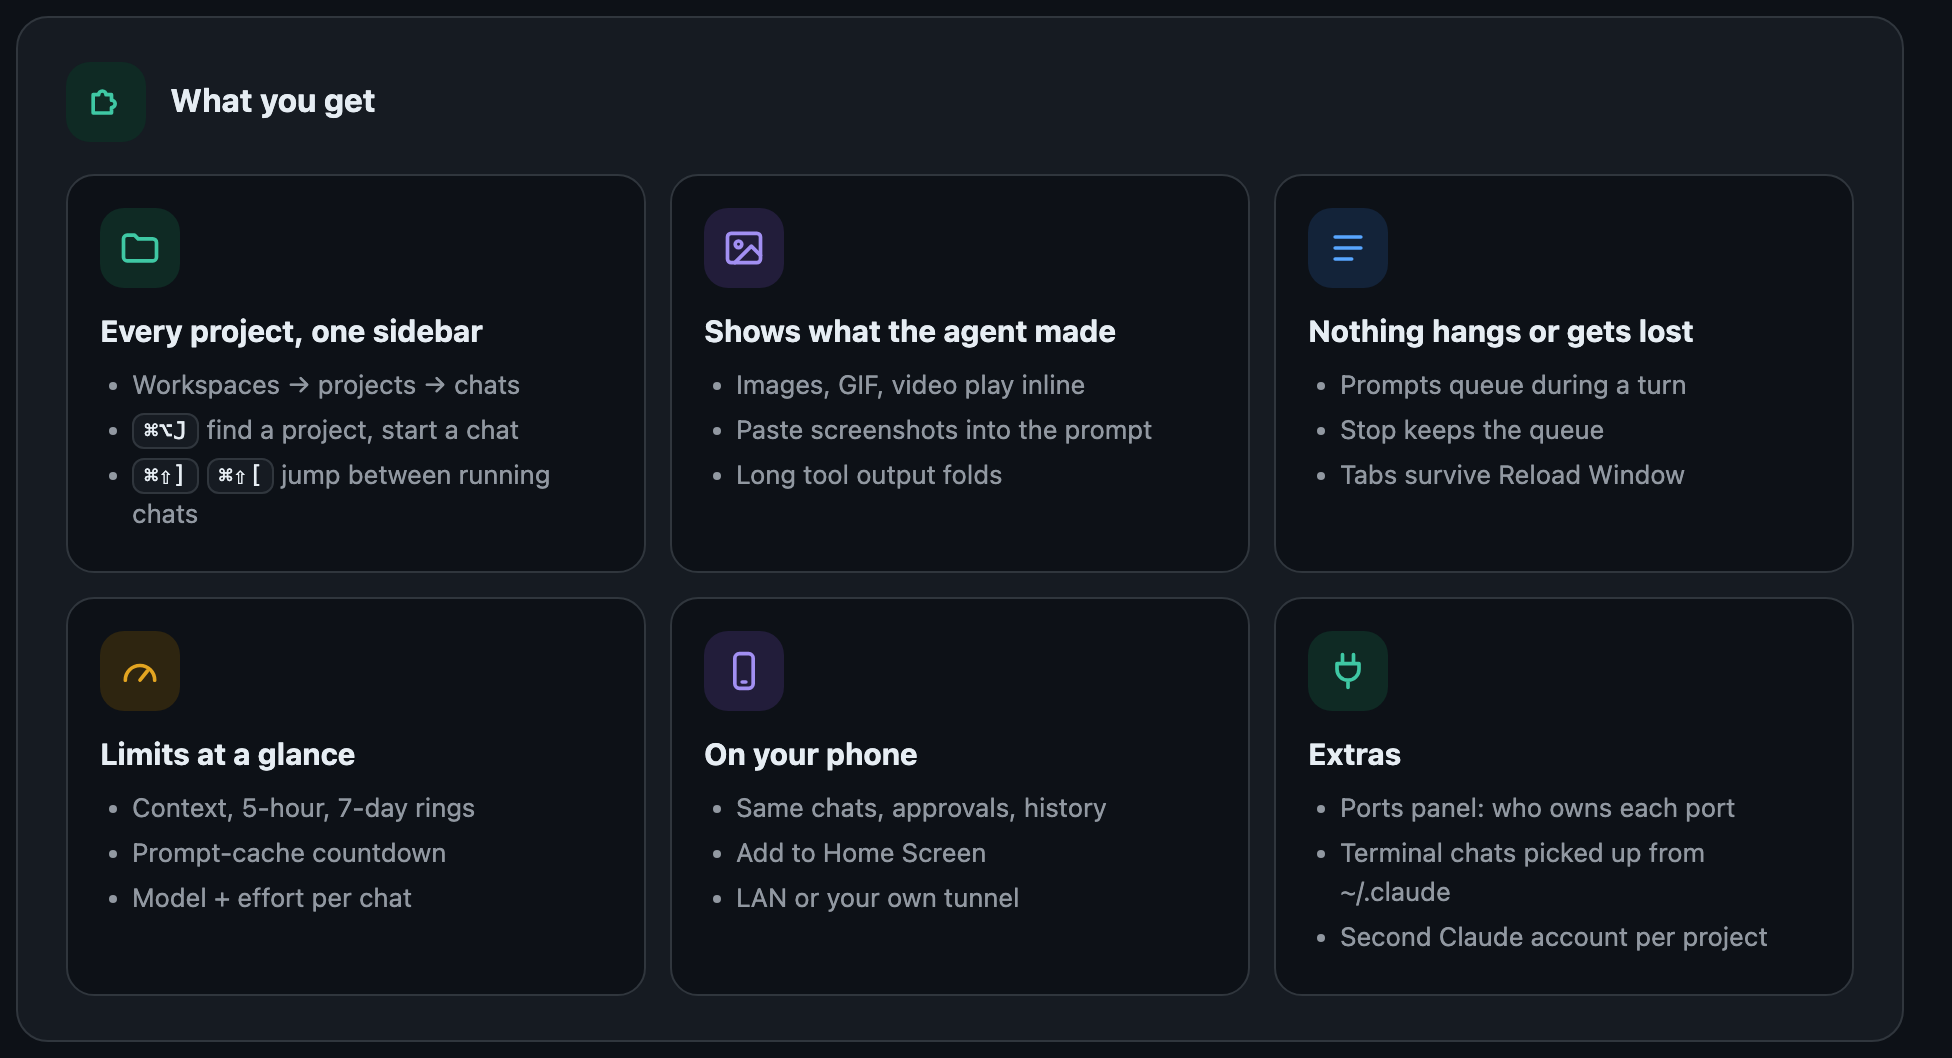 What you get
Every project, one sidebar
• Workspaces → projects → chats
• ⌘⌥J find a project, start a chat
• ⌘⇧] ⌘⇧[ jump between running
chats
Shows what the agent made
• Images, GIF, video play inline
• Paste screenshots into the prompt
• Long tool output folds
Nothing hangs or gets lost
• Prompts queue during a turn
• Stop keeps the queue
• Tabs survive Reload Window
Limits at a glance
• Context, 5-hour, 7-day rings
• Prompt-cache countdown
• Model + effort per chat
On your phone
• Same chats, approvals, history
• Add to Home Screen
• LAN or your own tunnel
Extras
• Ports panel: who owns each port
• Terminal chats picked up from
~/.claude
• Second Claude account per project